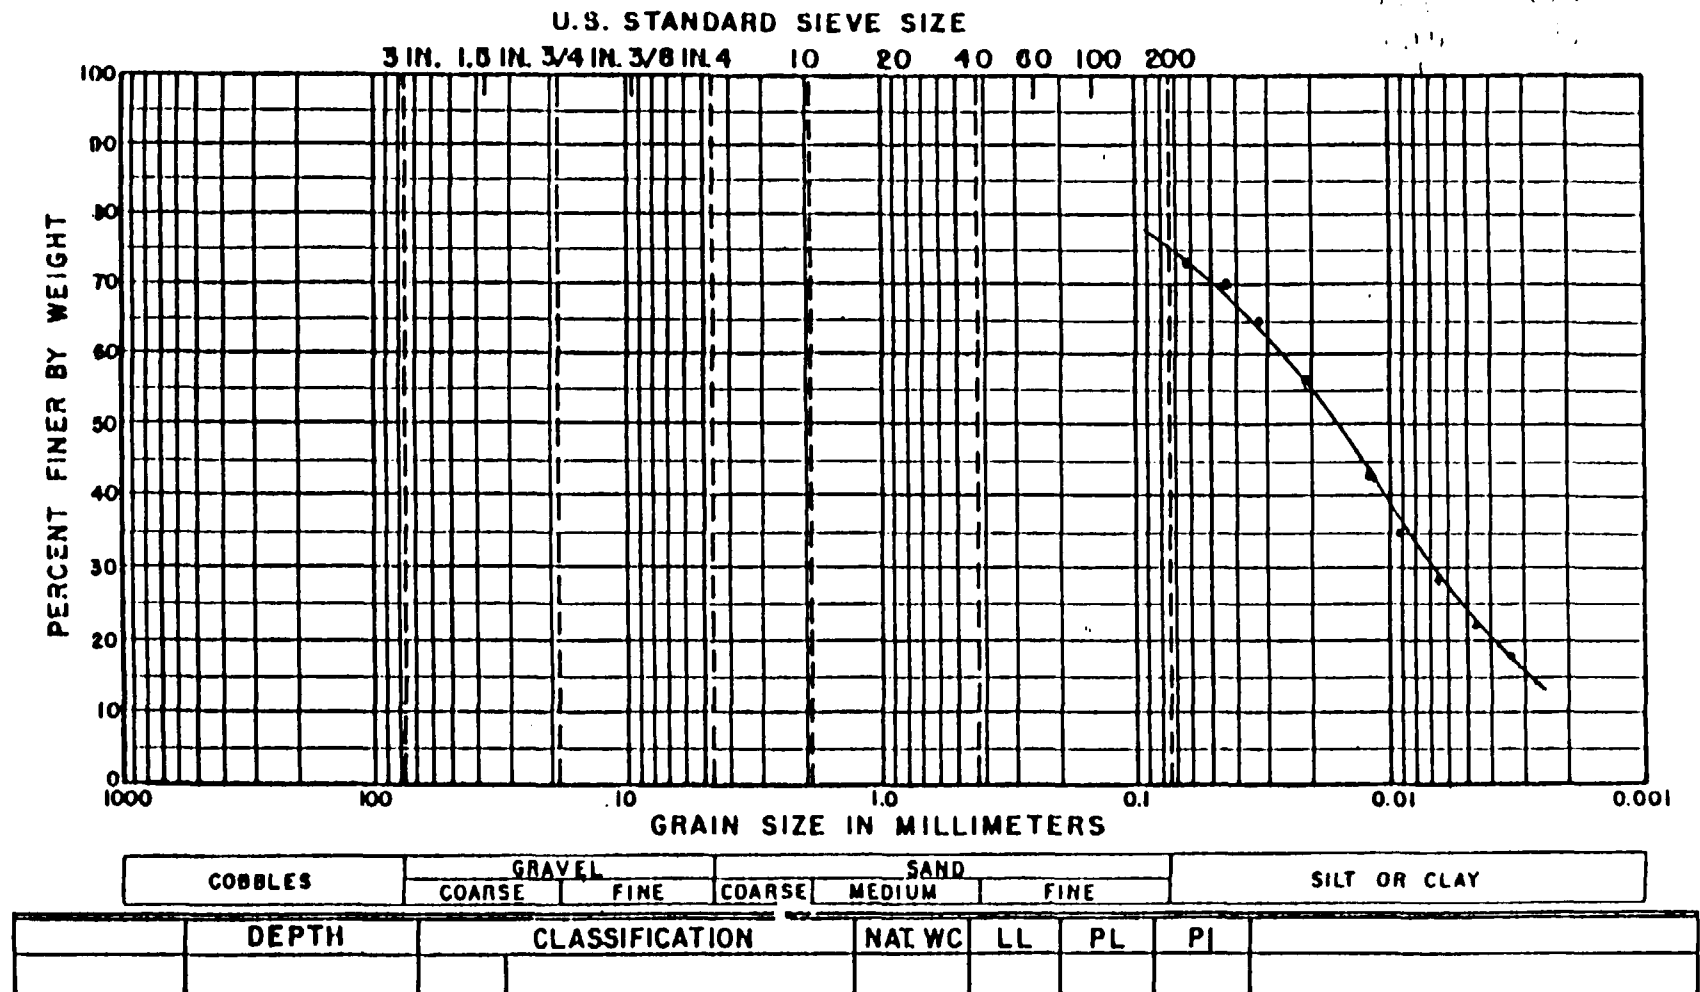 U.S. STANDARD SIEVE SIZE
3 IN. 1.5 IN. 3/4 IN. 3/8 IN. 4 10 20 40 60 100 200
100
90
80
70
60
50
40
30
20
10
0
PERCENT FINER BY WEIGHT
1000 100 10 1.0 0.1 0.01 0.001
GRAIN SIZE IN MILLIMETERS
COBBLES GRAVEL SAND SILT OR CLAY
COARSE FINE COARSE MEDIUM FINE
DEPTH CLASSIFICATION NAT. WC LL PL PI